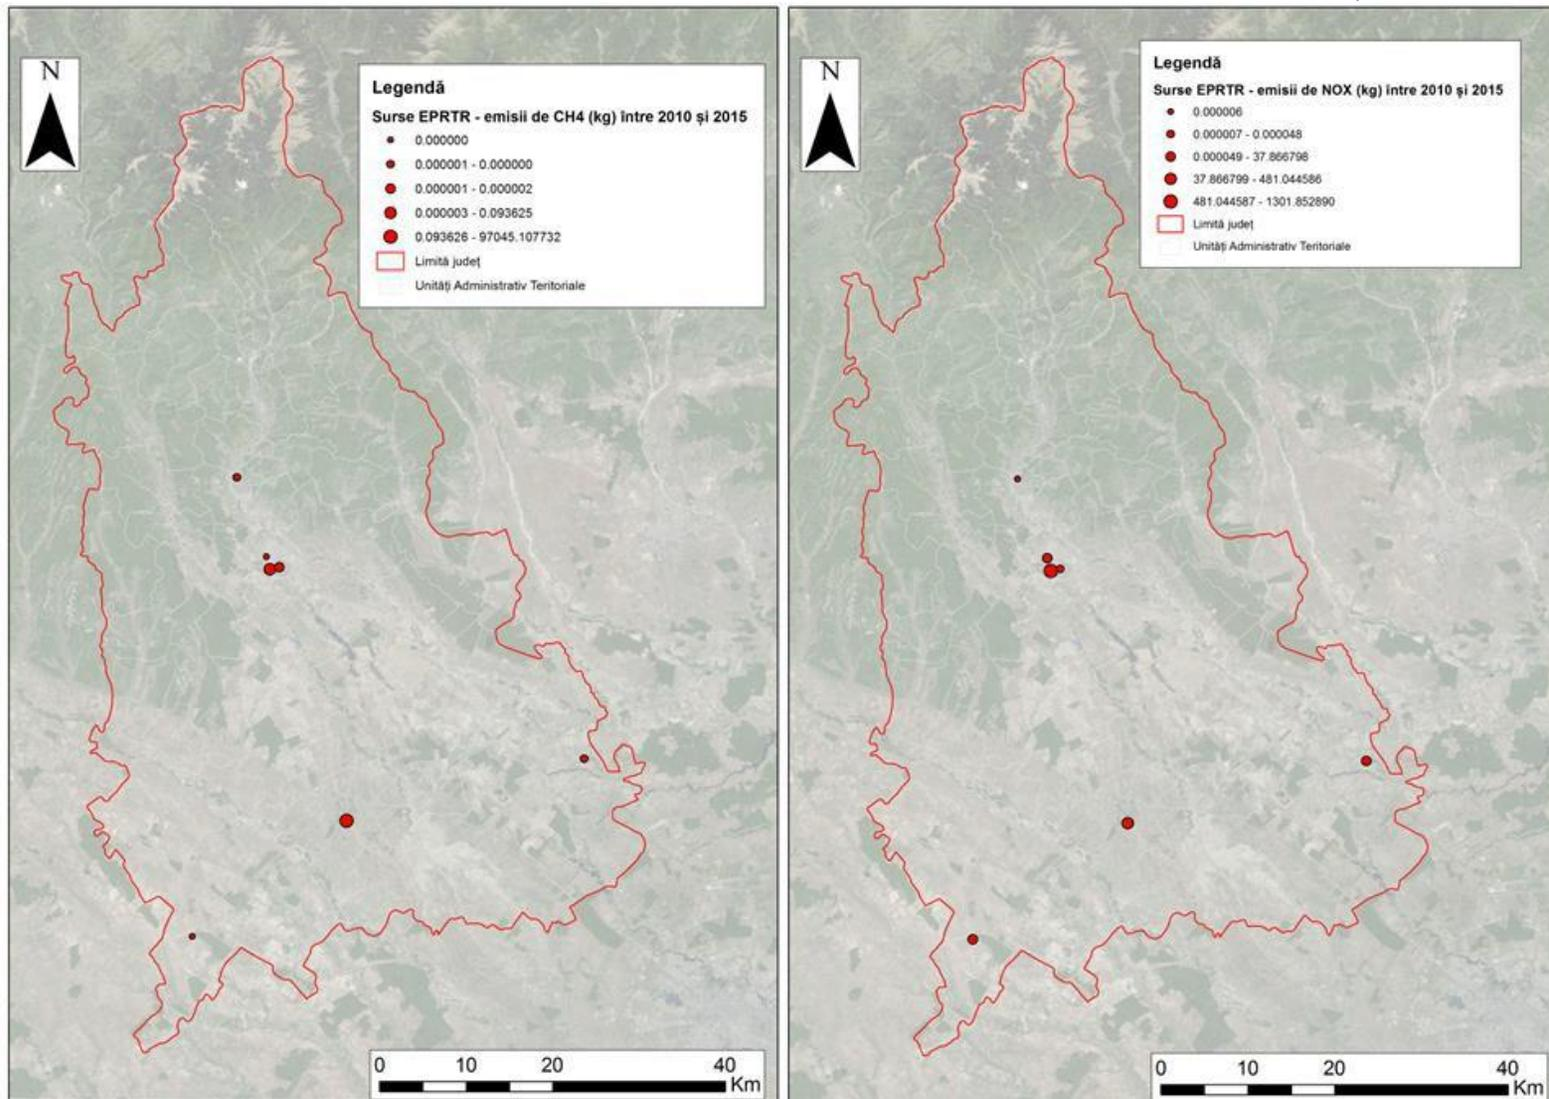 N
Legendă
Surse EPRTR - emisii de CH4 (kg) între 2010 și 2015
0.000000
0.000001 - 0.000000
0.000001 - 0.000002
0.000003 - 0.093625
0.093626 - 97045.107732
Limită județ
Unități Administrativ Teritoriale
0 10 20 40
Km
N
Legendă
Surse EPRTR - emisii de NOX (kg) între 2010 și 2015
0.000006
0.000007 - 0.000048
0.000049 - 37.866798
37.866799 - 481.044586
481.044587 - 1301.852890
Limită județ
Unități Administrativ Teritoriale
0 10 20 40
Km